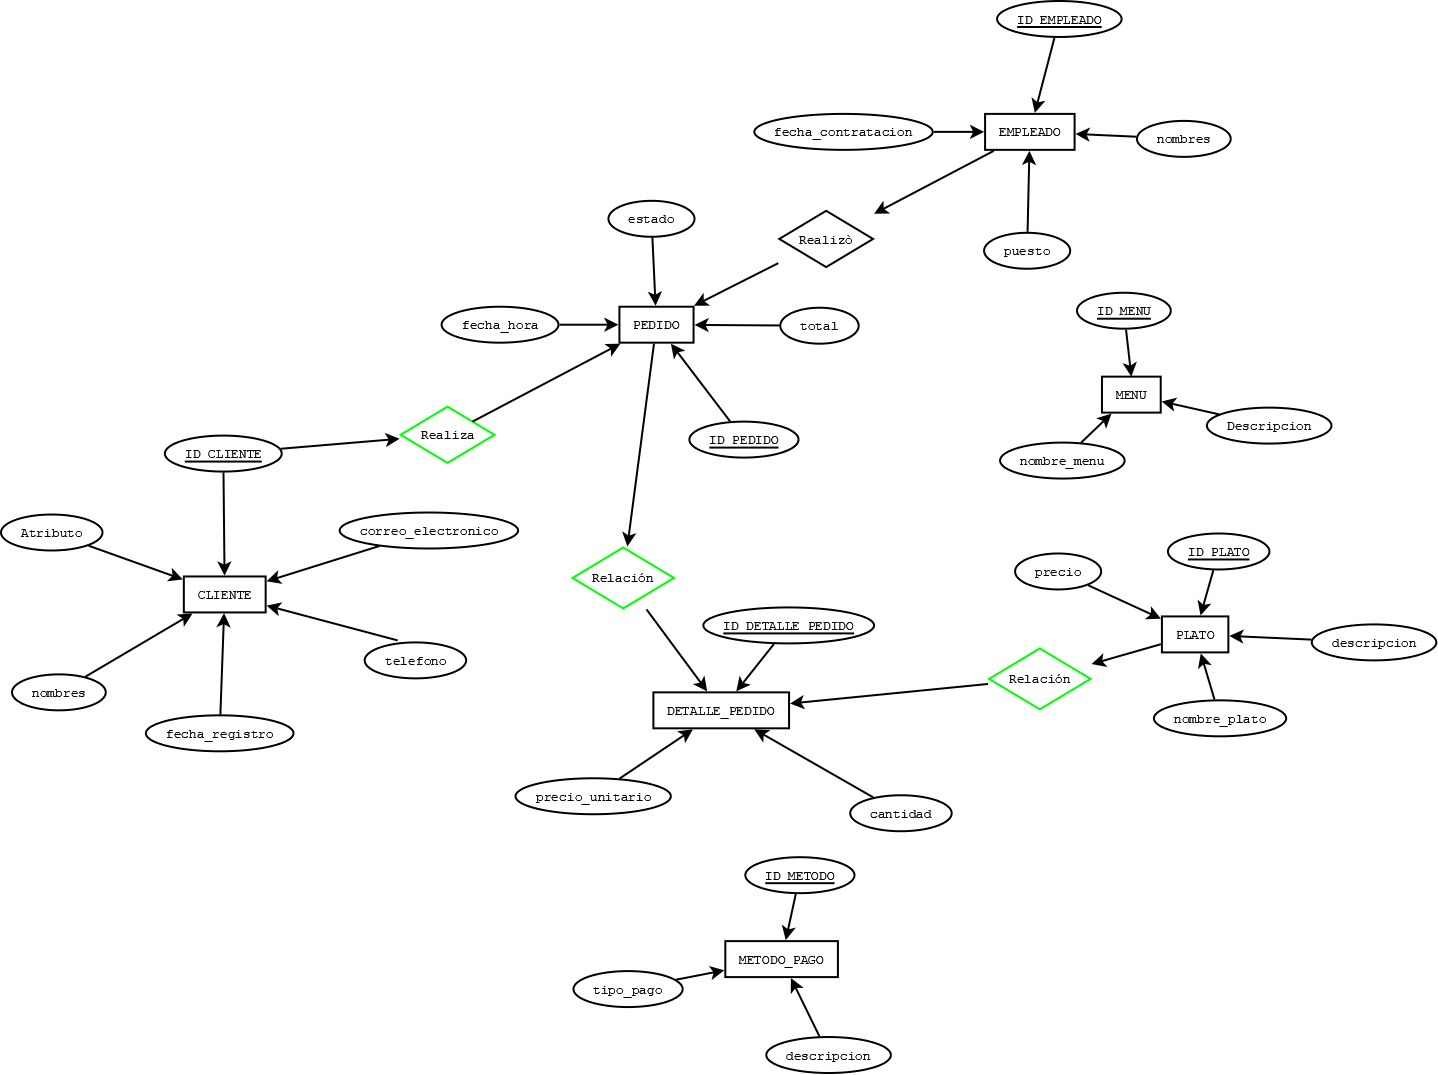 ID_EMPLEADO
fecha_contratacion
EMPLEADO
nombres
estado
Realizò
puesto
fecha_hora
PEDIDO
total
ID_MENU
MENU
Realiza
ID_PEDIDO
Descripcion
ID_CLIENTE
nombre_menu
Atributo
correo_electronico
CLIENTE
Relación
precio
ID_PLATO
ID_DETALLE_PEDIDO
PLATO
descripcion
telefono
nombres
Relación
fecha_registro
DETALLE_PEDIDO
nombre_plato
precio_unitario
cantidad
ID_METODO
METODO_PAGO
tipo_pago
descripcion